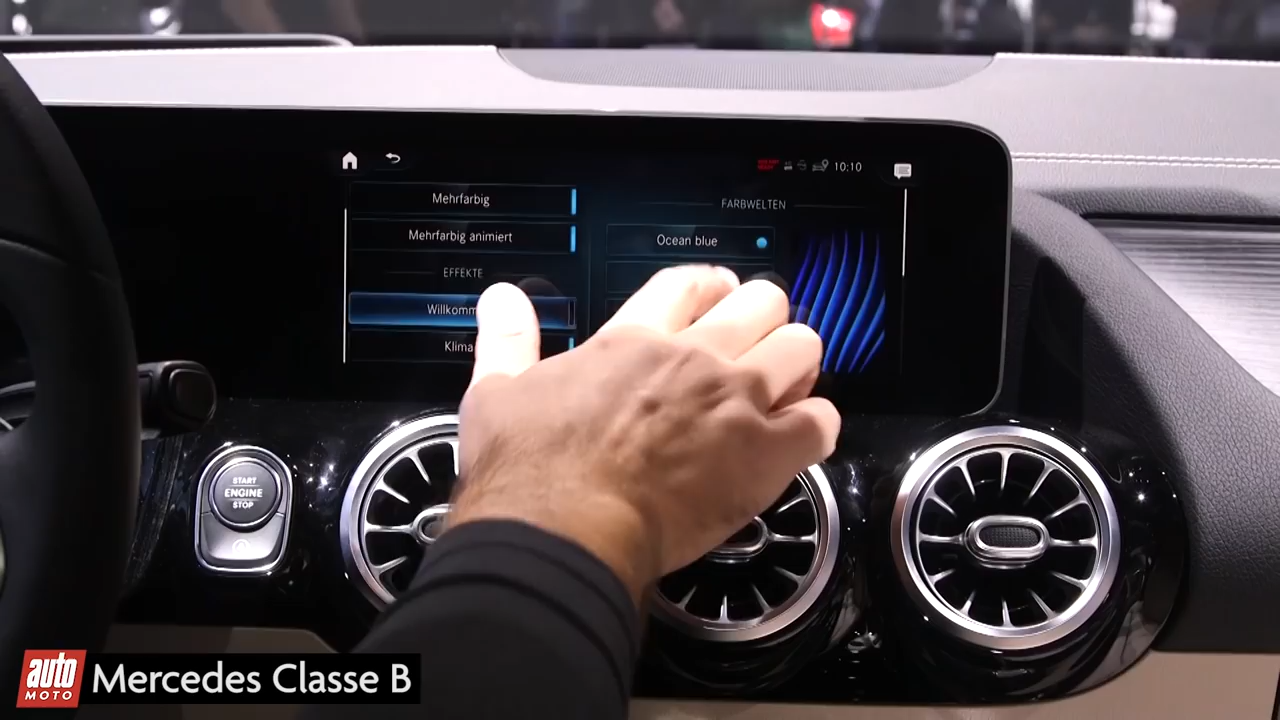 10:10
Mehrfarbig
FARBWELTEN
Mehrfarbig animiert
Ocean blue
EFFEKTE
START
ENGINE
STOP
auto
MOTO
Mercedes Classe B